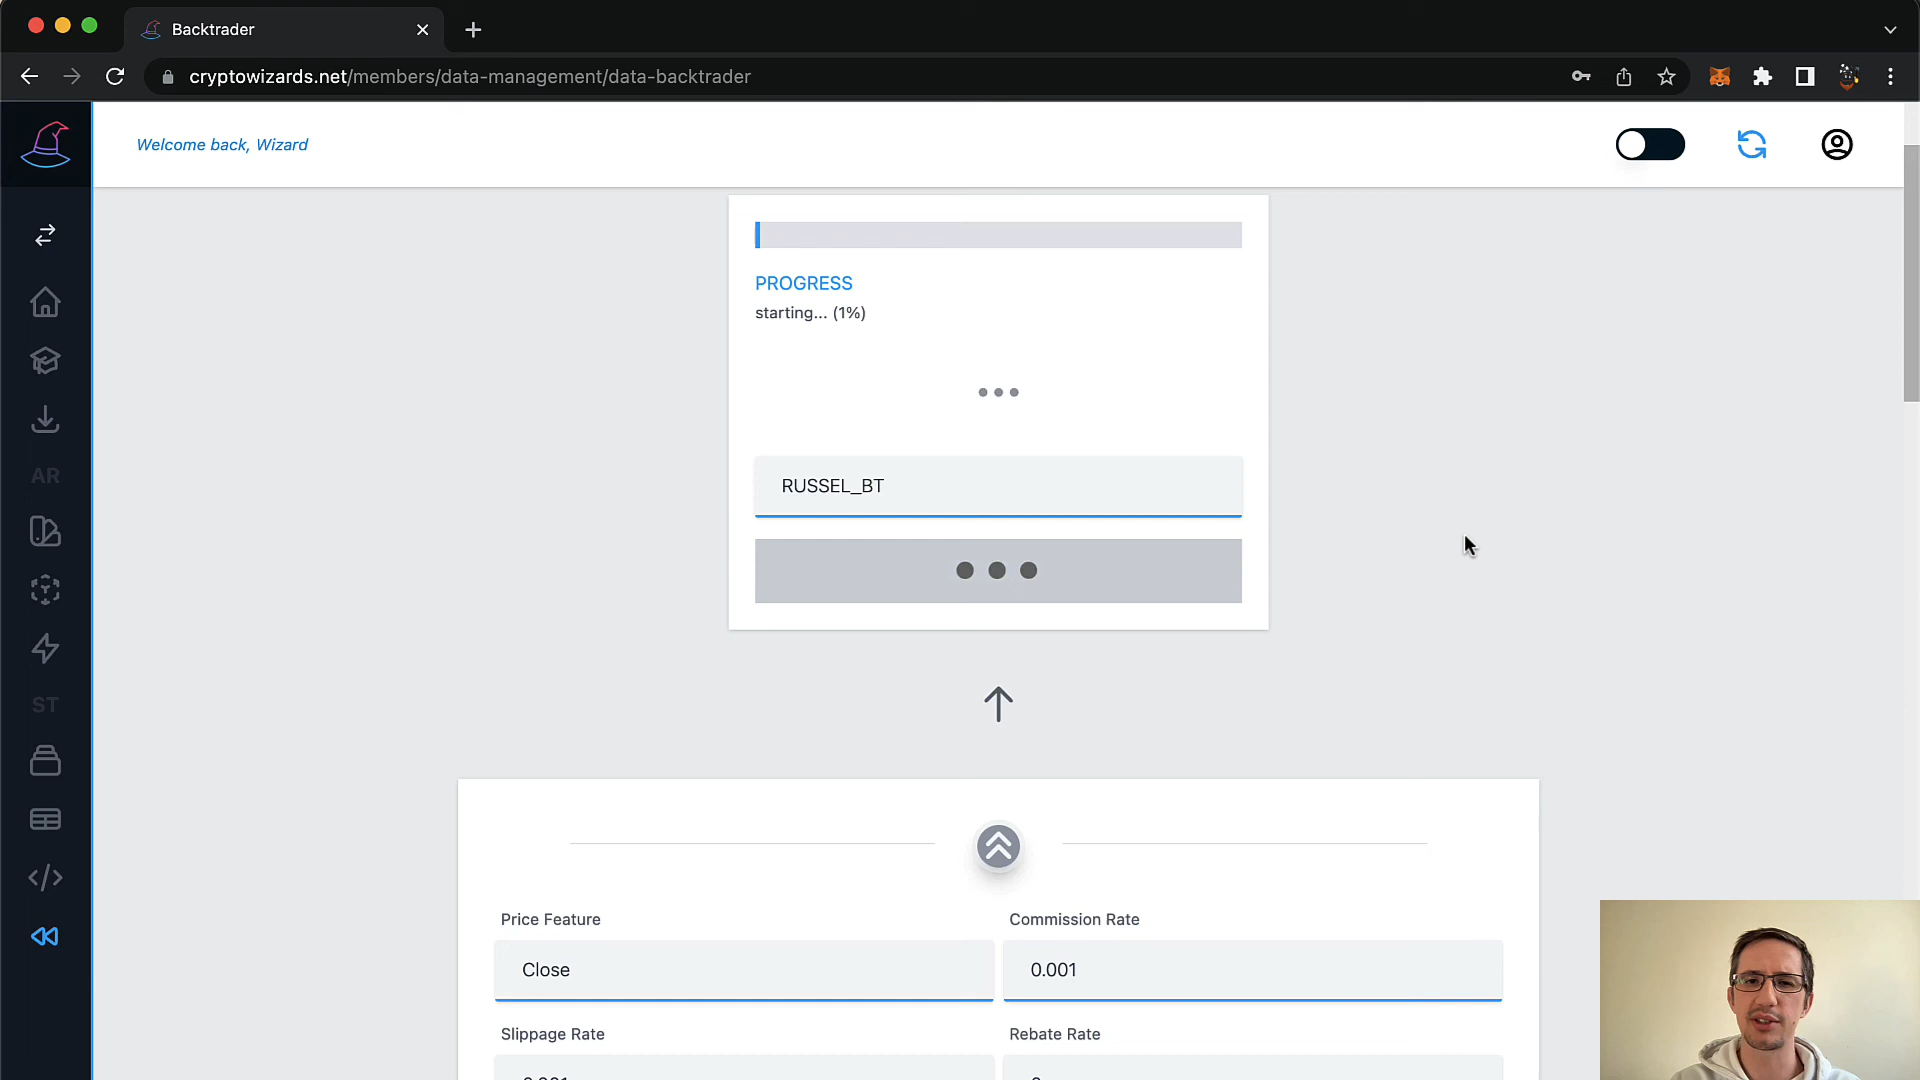 Backtrader
cryptowizards.net/members/data-management/data-backtrader
Welcome back, Wizard
PROGRESS
starting... (1%)
AR
RUSSEL_BT
ST
Price Feature
Commission Rate
Close
0.001
Slippage Rate
Rebate Rate